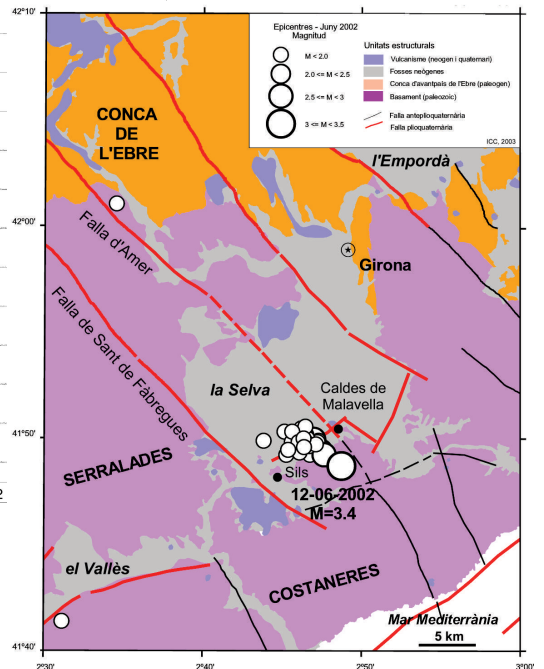 Epicentres - Juny 2002
Magnitud
M < 2.0
2.0 <= M < 2.5
2.5 <= M < 3
3 <= M < 3.5
Unitats estructurals
Vulcanisme (neogen i quaternari)
Fosses neògenes
Conca d'avantpaís de l'Ebre (paleogen)
Basament (paleozoic)
Falla anteplioquaternària
Falla plioquaternària
ICC, 2003
42°10'
42°00'
41°50'
41°40'
2°30'
2°40'
2°50'
3°00'
CONCA
DE
L'EBRE
l'Empordà
Girona
Falla d'Amer
Falla de Sant de Fàbregues
la Selva
Caldes de
Malavella
SERRALADES
Sils
12-06-2002
M=3.4
el Vallès
COSTANERES
Mar Mediterrània
5 km